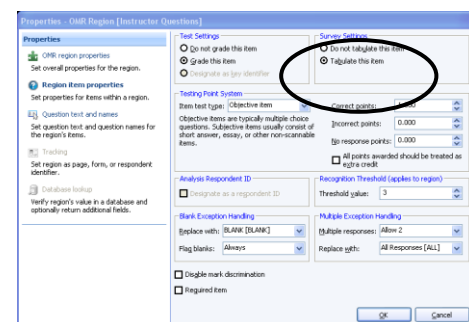 Properties - OMR Region [Instructor Questions]
Properties
OMR region properties
Set overall properties for the region.
Region item properties
Set properties for items within a region.
Question text and names
Set question text and question names for
the region's items.
Tracking
Set region as page, form, or respondent
identifier.
Database lookup
Verify region's value in a database and
optionally return additional fields.
Test Settings
Do not grade this item
Grade this item
Designate as key identifier
Survey Settings
Do not tabulate this item
Tabulate this item
Testing Point System
Item test type: Objective item
Objective items are typically multiple choice
questions. Subjective items usually consist of
short answer, essay, or other non-scannable
items.
Correct points:
Incorrect points: 0.000
No response points: 0.000
All points awarded should be treated as
extra credit
Analysis Respondent ID
Designate as a respondent ID
Recognition Threshold (applies to region)
Threshold value: 3
Blank Exception Handling
Replace with: BLANK [BLANK]
Flag blanks: Always
Multiple Exception Handling
Multiple responses: Allow 2
Replace with: All Responses [ALL]
Disable mark discrimination
Required item
OK Cancel